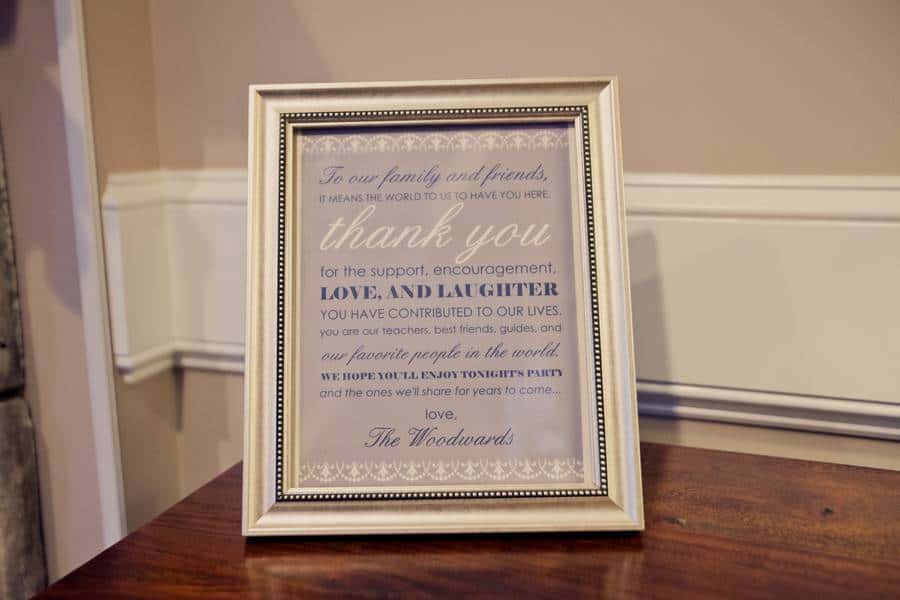 To our family and friends,
IT MEANS THE WORLD TO US TO HAVE YOU HERE.
thank you
for the support, encouragement,
LOVE, AND LAUGHTER
YOU HAVE CONTRIBUTED TO OUR LIVES.
you are our teachers, best friends, guides, and
our favorite people in the world.
WE HOPE YOU'LL ENJOY TONIGHT'S PARTY
and the ones we'll share for years to come...
love,
The Woodwards